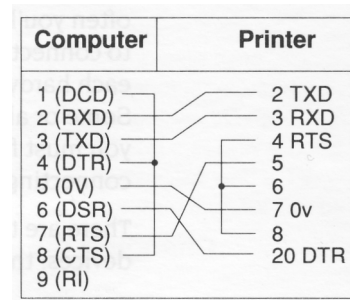 Computer Printer
1 (DCD) 2 TXD
2 (RXD) 3 RXD
3 (TXD) 4 RTS
4 (DTR) 5
5 (0V) 6
6 (DSR) 7 0v
7 (RTS) 8
8 (CTS) 20 DTR
9 (RI)